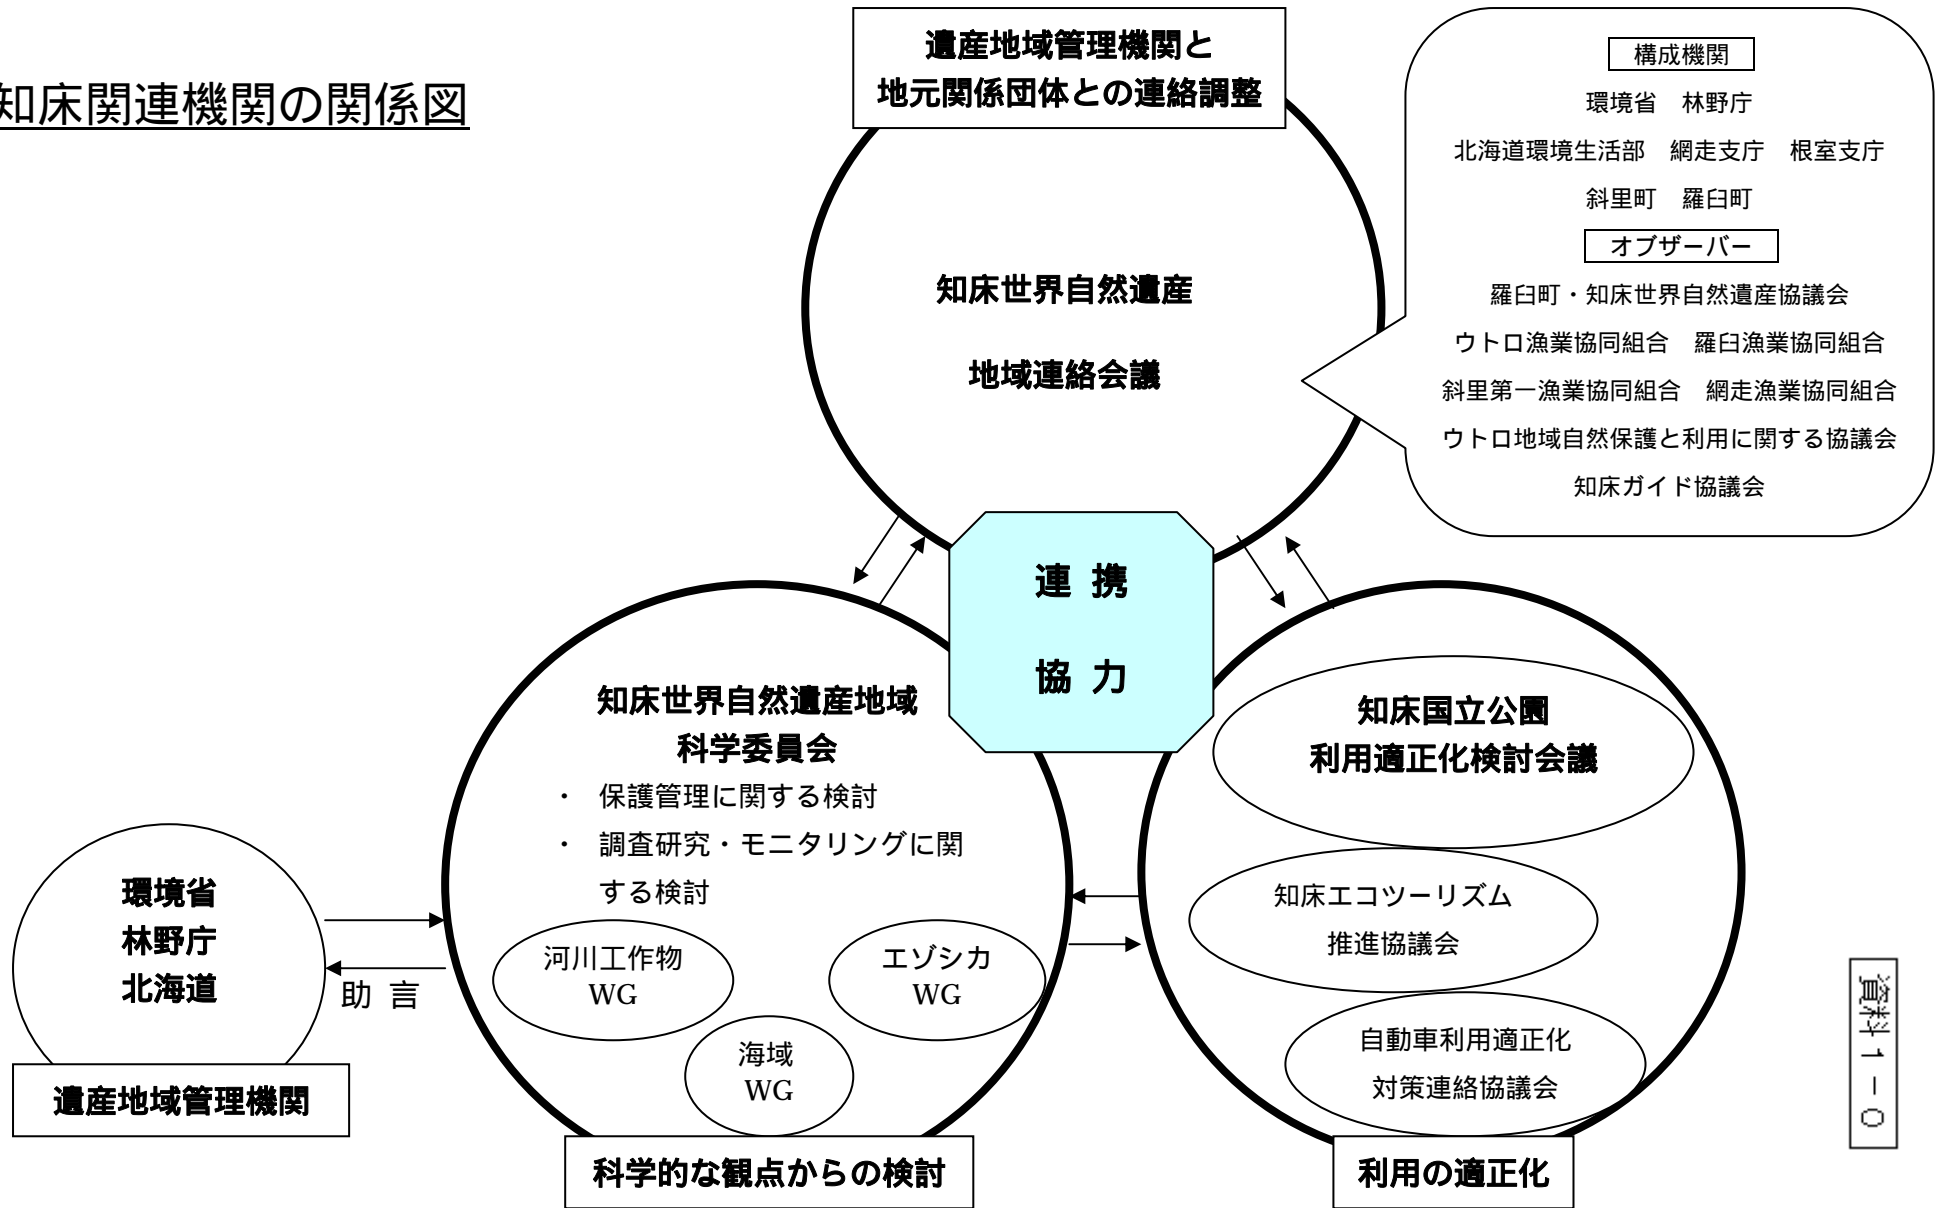 知床関連機関の関係図
遺産地域管理機関と
地元関係団体との連絡調整
知床世界自然遺産
地域連絡会議
構成機関
環境省　林野庁
北海道環境生活部　網走支庁　根室支庁
斜里町　羅臼町
オブザーバー
羅臼町・知床世界自然遺産協議会
ウトロ漁業協同組合　羅臼漁業協同組合
斜里第一漁業協同組合　網走漁業協同組合
ウトロ地域自然保護と利用に関する協議会
知床ガイド協議会
連 携
協 力
知床世界自然遺産地域
科学委員会
・ 保護管理に関する検討
・ 調査研究・モニタリングに関
する検討
河川工作物
WG
エゾシカ
WG
海域
WG
科学的な観点からの検討
知床国立公園
利用適正化検討会議
知床エコツーリズム
推進協議会
自動車利用適正化
対策連絡協議会
利用の適正化
環境省
林野庁
北海道
遺産地域管理機関
助 言
資料1-0